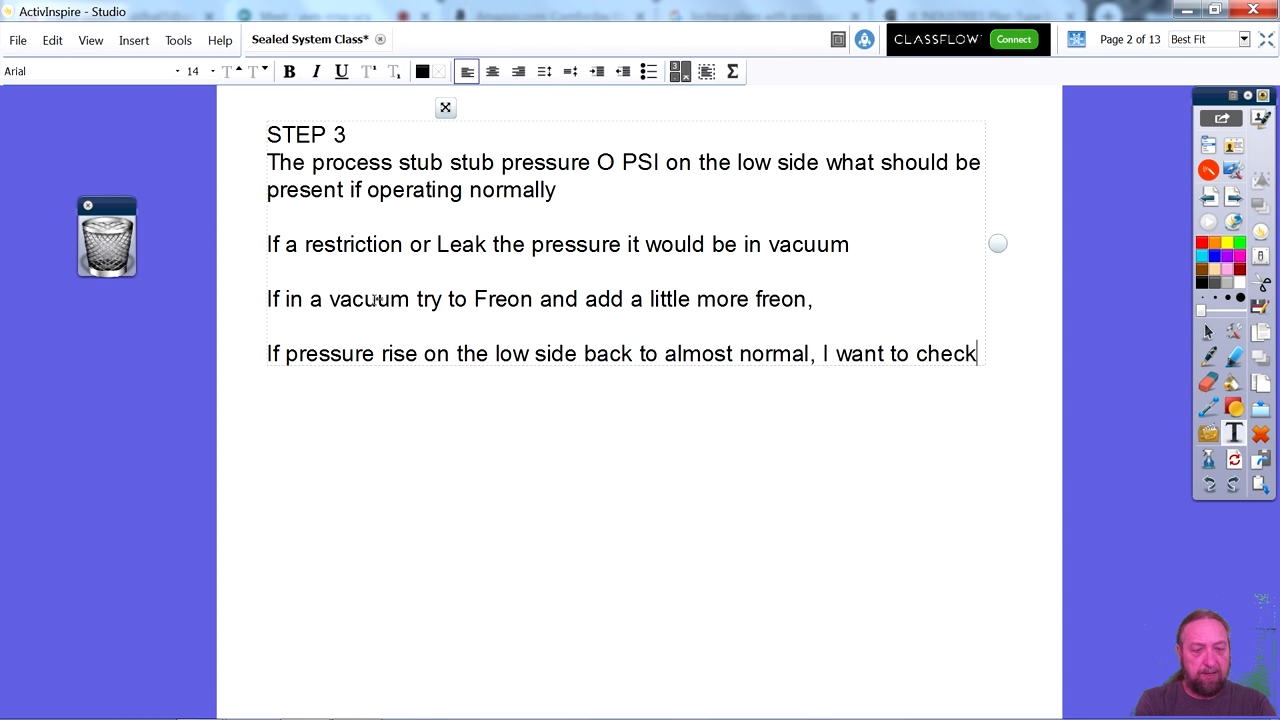 ActivInspire - Studio
File Edit View Insert Tools Help Sealed System Class* CLASSFLOW Connect Page 2 of 13 Best Fit
Arial 14 B I U
STEP 3
The process stub stub pressure O PSI on the low side what should be
present if operating normally
If a restriction or Leak the pressure it would be in vacuum
If in a vacuum try to Freon and add a little more freon,
If pressure rise on the low side back to almost normal, I want to check